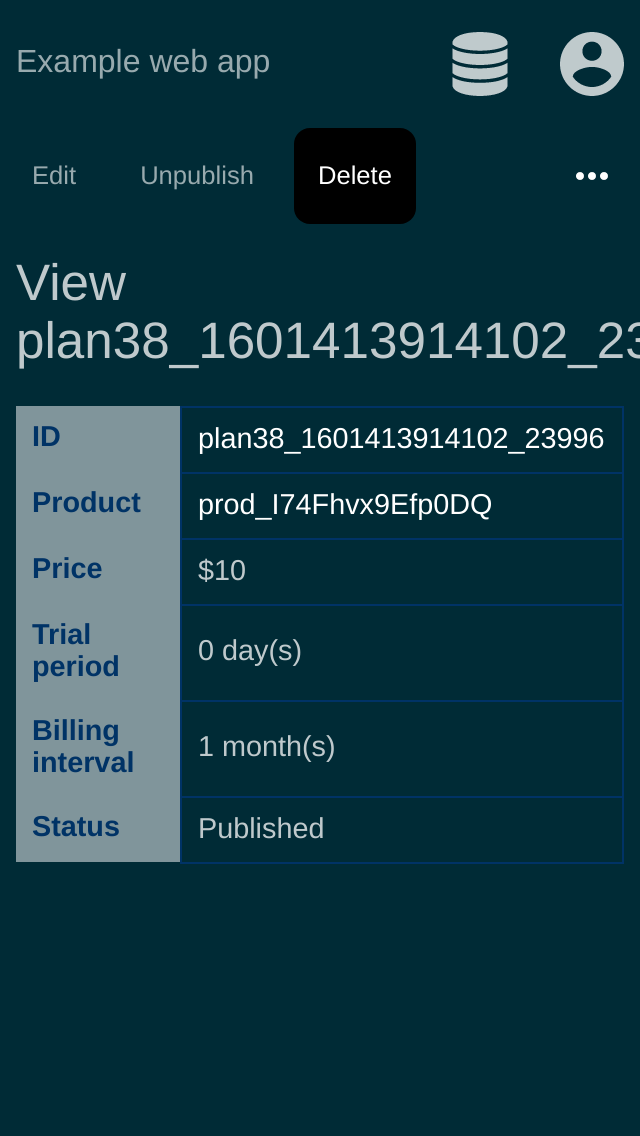 Example web app
Edit Unpublish Delete
View
plan38_1601413914102_23
ID plan38_1601413914102_23996
Product prod_I74Fhvx9Efp0DQ
Price $10
Trial
period 0 day(s)
Billing
interval 1 month(s)
Status Published